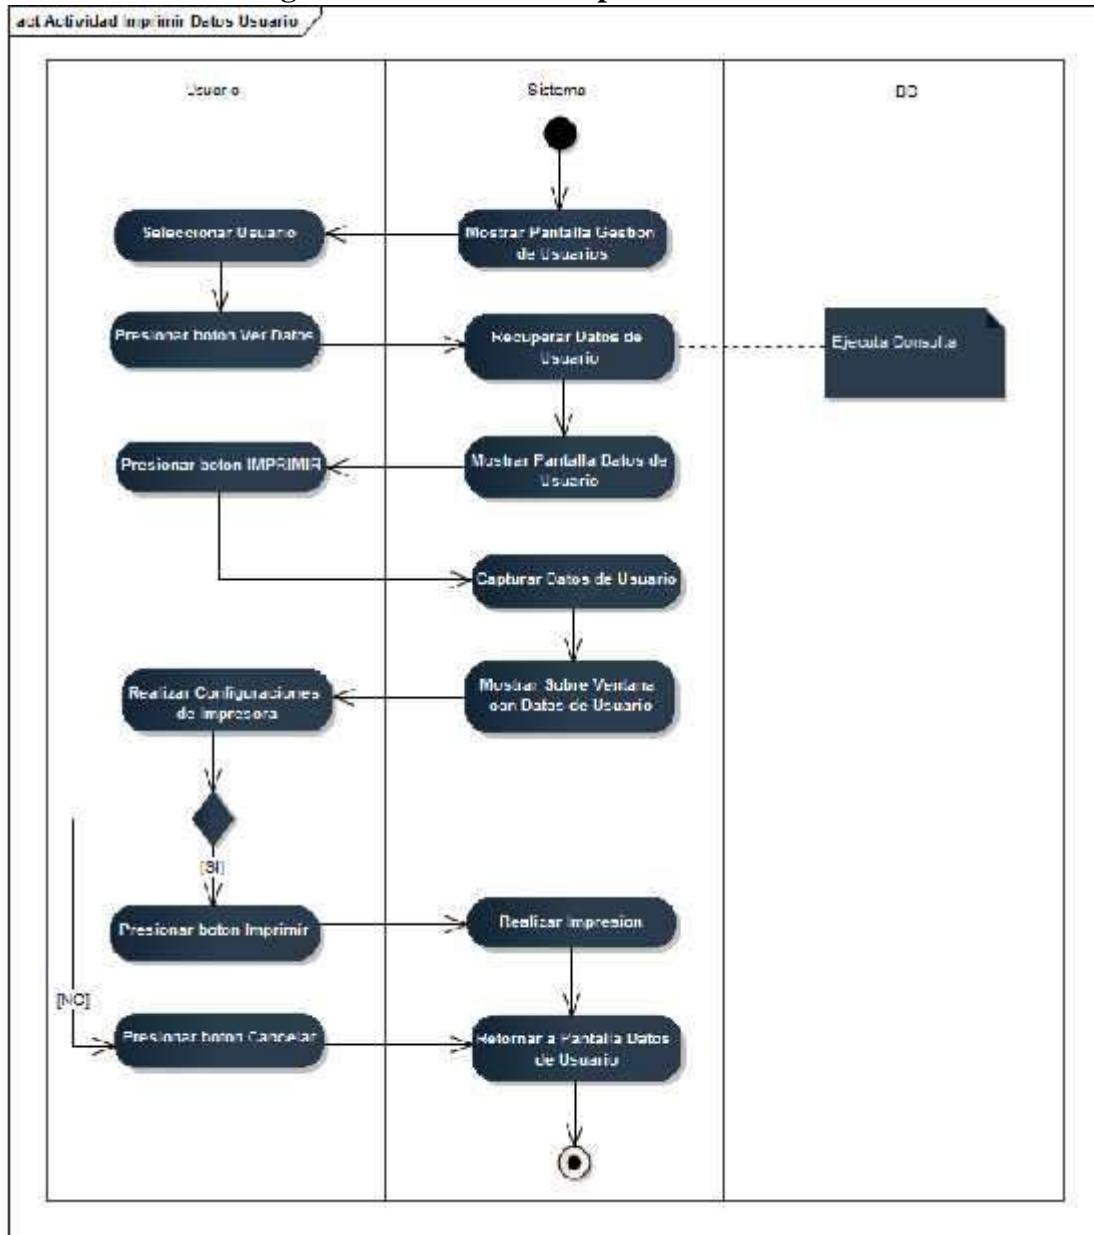 act Actividad Imprimir Datos Usuario
Usuario
Sistema
BD
Seleccionar Usuario
Mostrar Pantalla Gestion
de Usuarios
Presionar boton Ver Datos
Recuperar Datos de
Usuario
Ejecuta Consulta
Presionar boton IMPRIMIR
Mostrar Pantalla Datos de
Usuario
Capturar Datos de Usuario
Realizar Configuraciones
de Impresora
Mostrar Sobre Ventana
con Datos de Usuario
[SI]
Presionar boton Imprimir
Realizar Impresion
[NO]
Presionar boton Cancelar
Retornar a Pantalla Datos
de Usuario